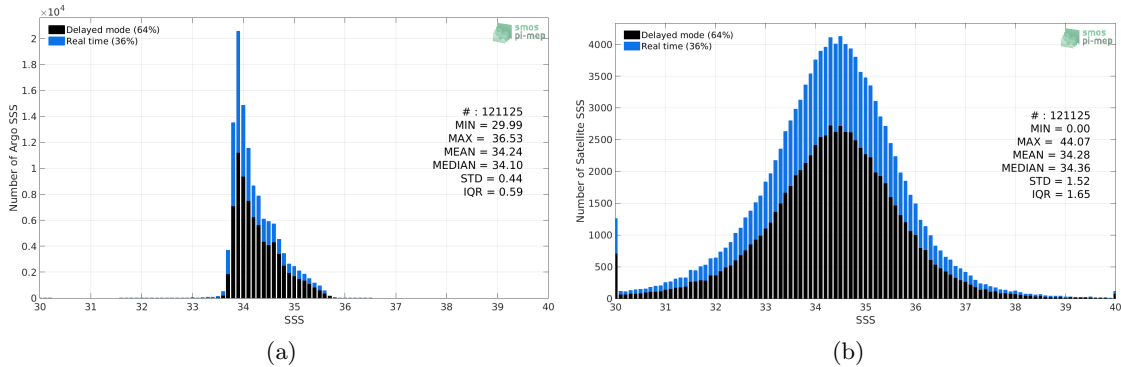 ×10⁴
Delayed mode (64%)
Real time (36%)
smos
pi-mep
2
1.8
1.6
1.4
1.2
1
0.8
0.6
0.4
0.2
0
Number of Argo SSS
# : 121125
MIN = 29.99
MAX = 36.53
MEAN = 34.24
MEDIAN = 34.10
STD = 0.44
IQR = 0.59
30 31 32 33 34 35 36 37 38 39 40
SSS
(a)
Delayed mode (64%)
Real time (36%)
smos
pi-mep
4000
3500
3000
2500
2000
1500
1000
500
0
Number of Satellite SSS
# : 121125
MIN = 0.00
MAX = 44.07
MEAN = 34.28
MEDIAN = 34.36
STD = 1.52
IQR = 1.65
30 31 32 33 34 35 36 37 38 39 40
SSS
(b)